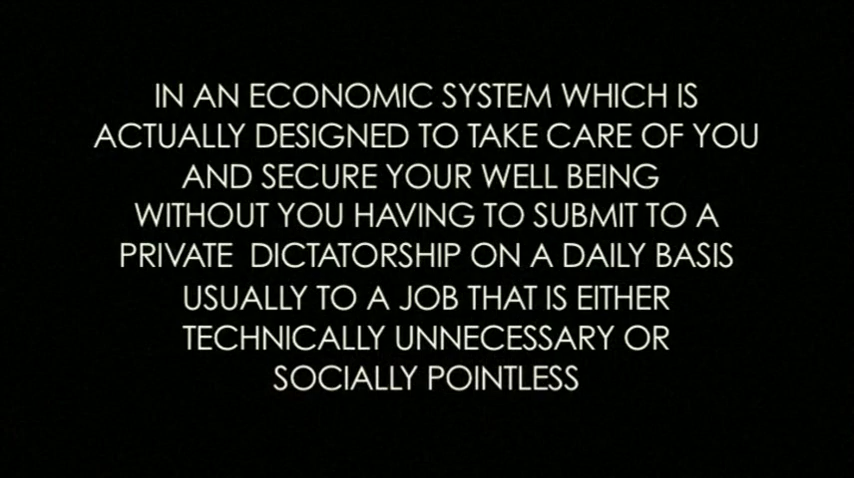 IN AN ECONOMIC SYSTEM WHICH IS
ACTUALLY DESIGNED TO TAKE CARE OF YOU
AND SECURE YOUR WELL BEING
WITHOUT YOU HAVING TO SUBMIT TO A
PRIVATE DICTATORSHIP ON A DAILY BASIS
USUALLY TO A JOB THAT IS EITHER
TECHNICALLY UNNECESSARY OR
SOCIALLY POINTLESS